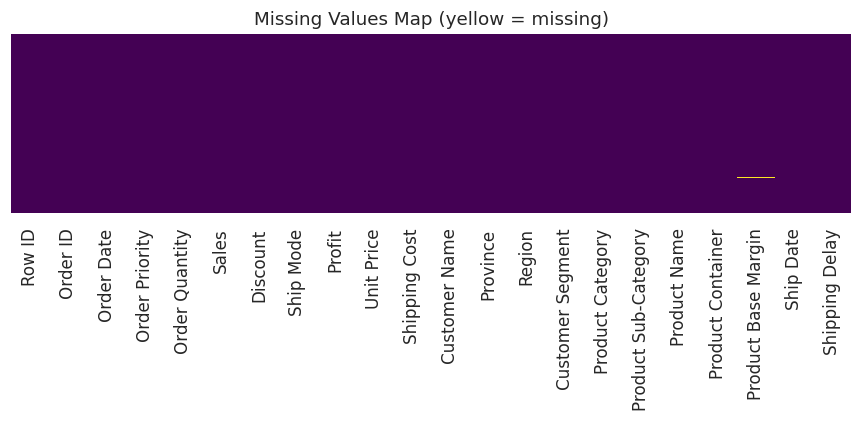 Missing Values Map (yellow = missing)
Row ID
Order ID
Order Date
Order Priority
Order Quantity
Sales
Discount
Ship Mode
Profit
Unit Price
Shipping Cost
Customer Name
Province
Region
Customer Segment
Product Category
Product Sub-Category
Product Name
Product Container
Product Base Margin
Ship Date
Shipping Delay